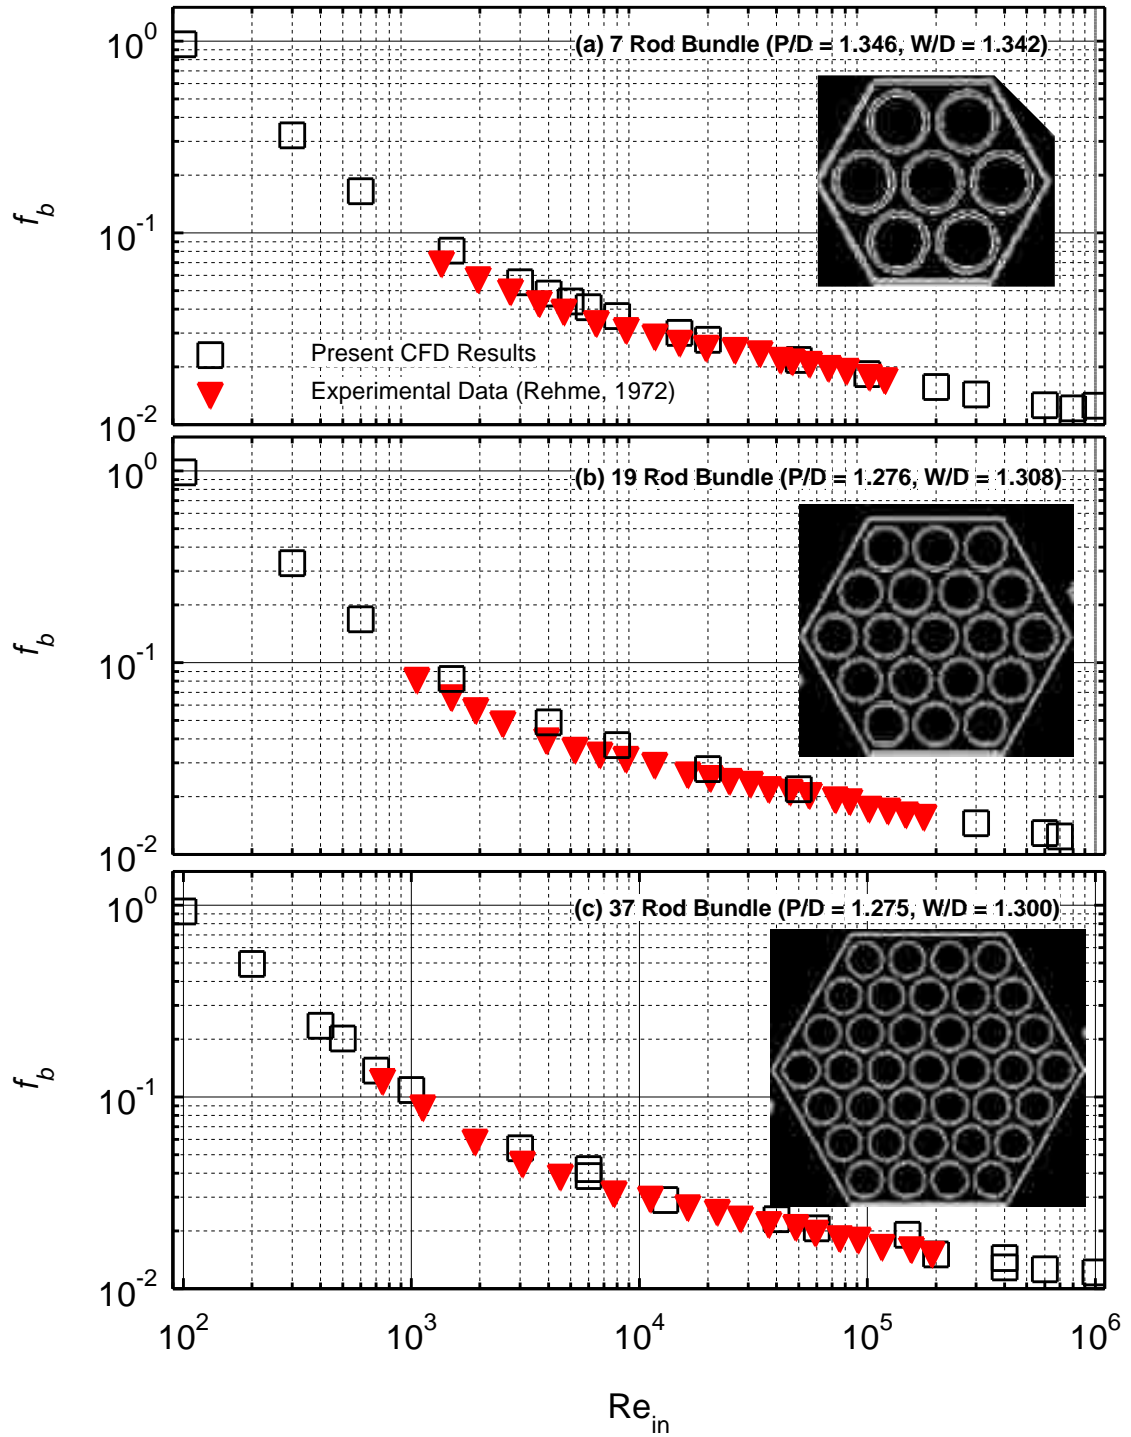 10^0
(a) 7 Rod Bundle (P/D = 1.346, W/D = 1.342)
f_b
10^-1
Present CFD Results
Experimental Data (Rehme, 1972)
10^-2
10^0
(b) 19 Rod Bundle (P/D = 1.276, W/D = 1.308)
f_b
10^-1
10^-2
10^0
(c) 37 Rod Bundle (P/D = 1.275, W/D = 1.300)
f_b
10^-1
10^-2
10^2 10^3 10^4 10^5 10^6
Re_in